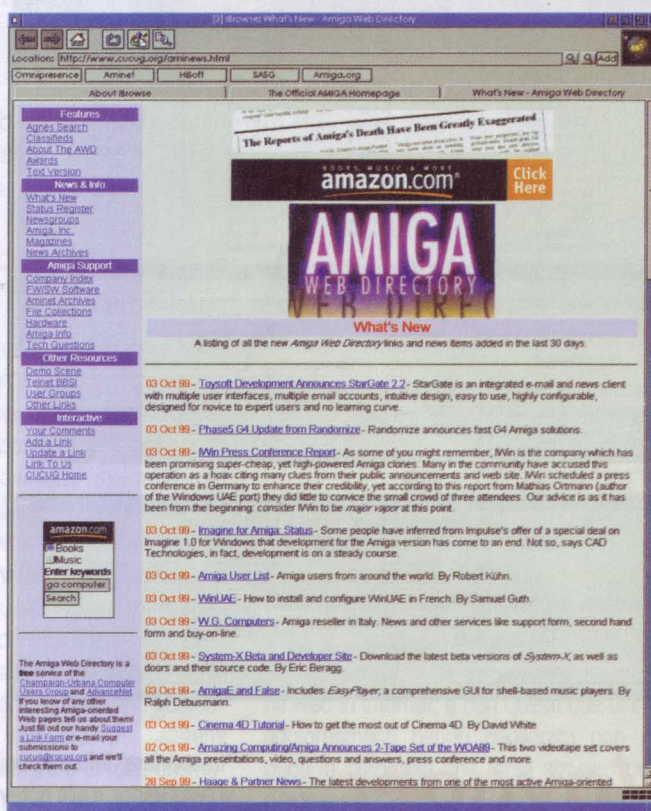 [3] iBrowse: What's New - Amiga Web Directory
Location: http://www.cucug.org/aminews.html
Add
Omnipresence
Aminet
HiSoft
SASG
Amiga.org
About iBrowse
The Official AMIGA Homepage
What's New - Amiga Web Directory
Features
Agnes Search
Classifieds
About The AWD
Awards
Text Version
News & Info
What's New
Status Register
Newsgroups
Amiga, Inc.
Magazines
News Archives
Amiga Support
Company Index
FW/SW Software
Aminet Archives
File Collections
Hardware
Amiga Info
Tech Questions
Other Resources
Demo Scene
Telnet BBS!
User Groups
Other Links
Interactive
Your Comments
Add a Link
Update a Link
Link To Us
CUCUG Home
amazon.com
Books
Music
Enter keywords
ga computer
Search
The Amiga Web Directory is a
free service of the
Champaign-Urbana Computer
Users Group and AdvanceNet
If you know of any other
interesting Amiga-oriented
Web pages tell us about them!
Just fill out our handy Suggest
a Link Form or e-mail your
submissions to
cucug@cucug.org and we'll
check them out.
The Reports of Amiga's Death Have Been Greatly Exaggerated
BOOKS, MUSIC & MORE
amazon.com
Click
Here
AMIGA
WEB DIRECTORY
What's New
A listing of all the new Amiga Web Directory links and news items added in the last 30 days.
03 Oct 99 - Toysoft Development Announces StarGate 2.2 - StarGate is an integrated e-mail and news client
with multiple user interfaces, multiple email accounts, intuitive design, easy to use, highly configurable,
designed for novice to expert users and no learning curve.
03 Oct 99 - Phase5 G4 Update from Randomize - Randomize announces fast G4 Amiga solutions.
03 Oct 99 - iWin Press Conference Report - As some of you might remember, iWin is the company which has
been promising super-cheap, yet high-powered Amiga clones. Many in the community have accused this
operation as a hoax citing many clues from their public announcements and web site. iWin scheduled a press
conference in Germany to enhance their credibility, yet according to this report from Mathias Ortmann (author
of the Windows UAE port) they did little to convice the small crowd of three attendees. Our advice is as it has
been from the beginning: consider iWin to be major vapor at this point.
03 Oct 99 - Imagine for Amiga: Status - Some people have inferred from Impulse's offer of a special deal on
Imagine 1.0 for Windows that development for the Amiga version has come to an end. Not so, says CAD
Technologies, in fact, development is on a steady course.
03 Oct 99 - Amiga User List - Amiga users from around the world. By Robert Kühn.
03 Oct 99 - WinUAE - How to install and configure WinUAE in French. By Samuel Guth.
03 Oct 99 - W.G. Computers - Amiga reseller in Italy. News and other services like support form, second hand
form and buy-on-line.
03 Oct 99 - System-X Beta and Developer Site - Download the latest beta versions of System-X, as well as
doors and their source code. By Eric Beragg.
03 Oct 99 - AmigaE and False - Includes EasyPlayer, a comprehensive GUI for shell-based music players. By
Ralph Debusmann.
03 Oct 99 - Cinema 4D Tutorial - How to get the most out of Cinema 4D. By David White.
02 Oct 99 - Amazing Computing/Amiga Announces 2-Tape Set of the WOA99 - This two videotape set covers
all the Amiga presentations, video, questions and answers, press conference and more.
28 Sep 99 - Haage & Partner News - The latest developments from one of the most active Amiga-oriented